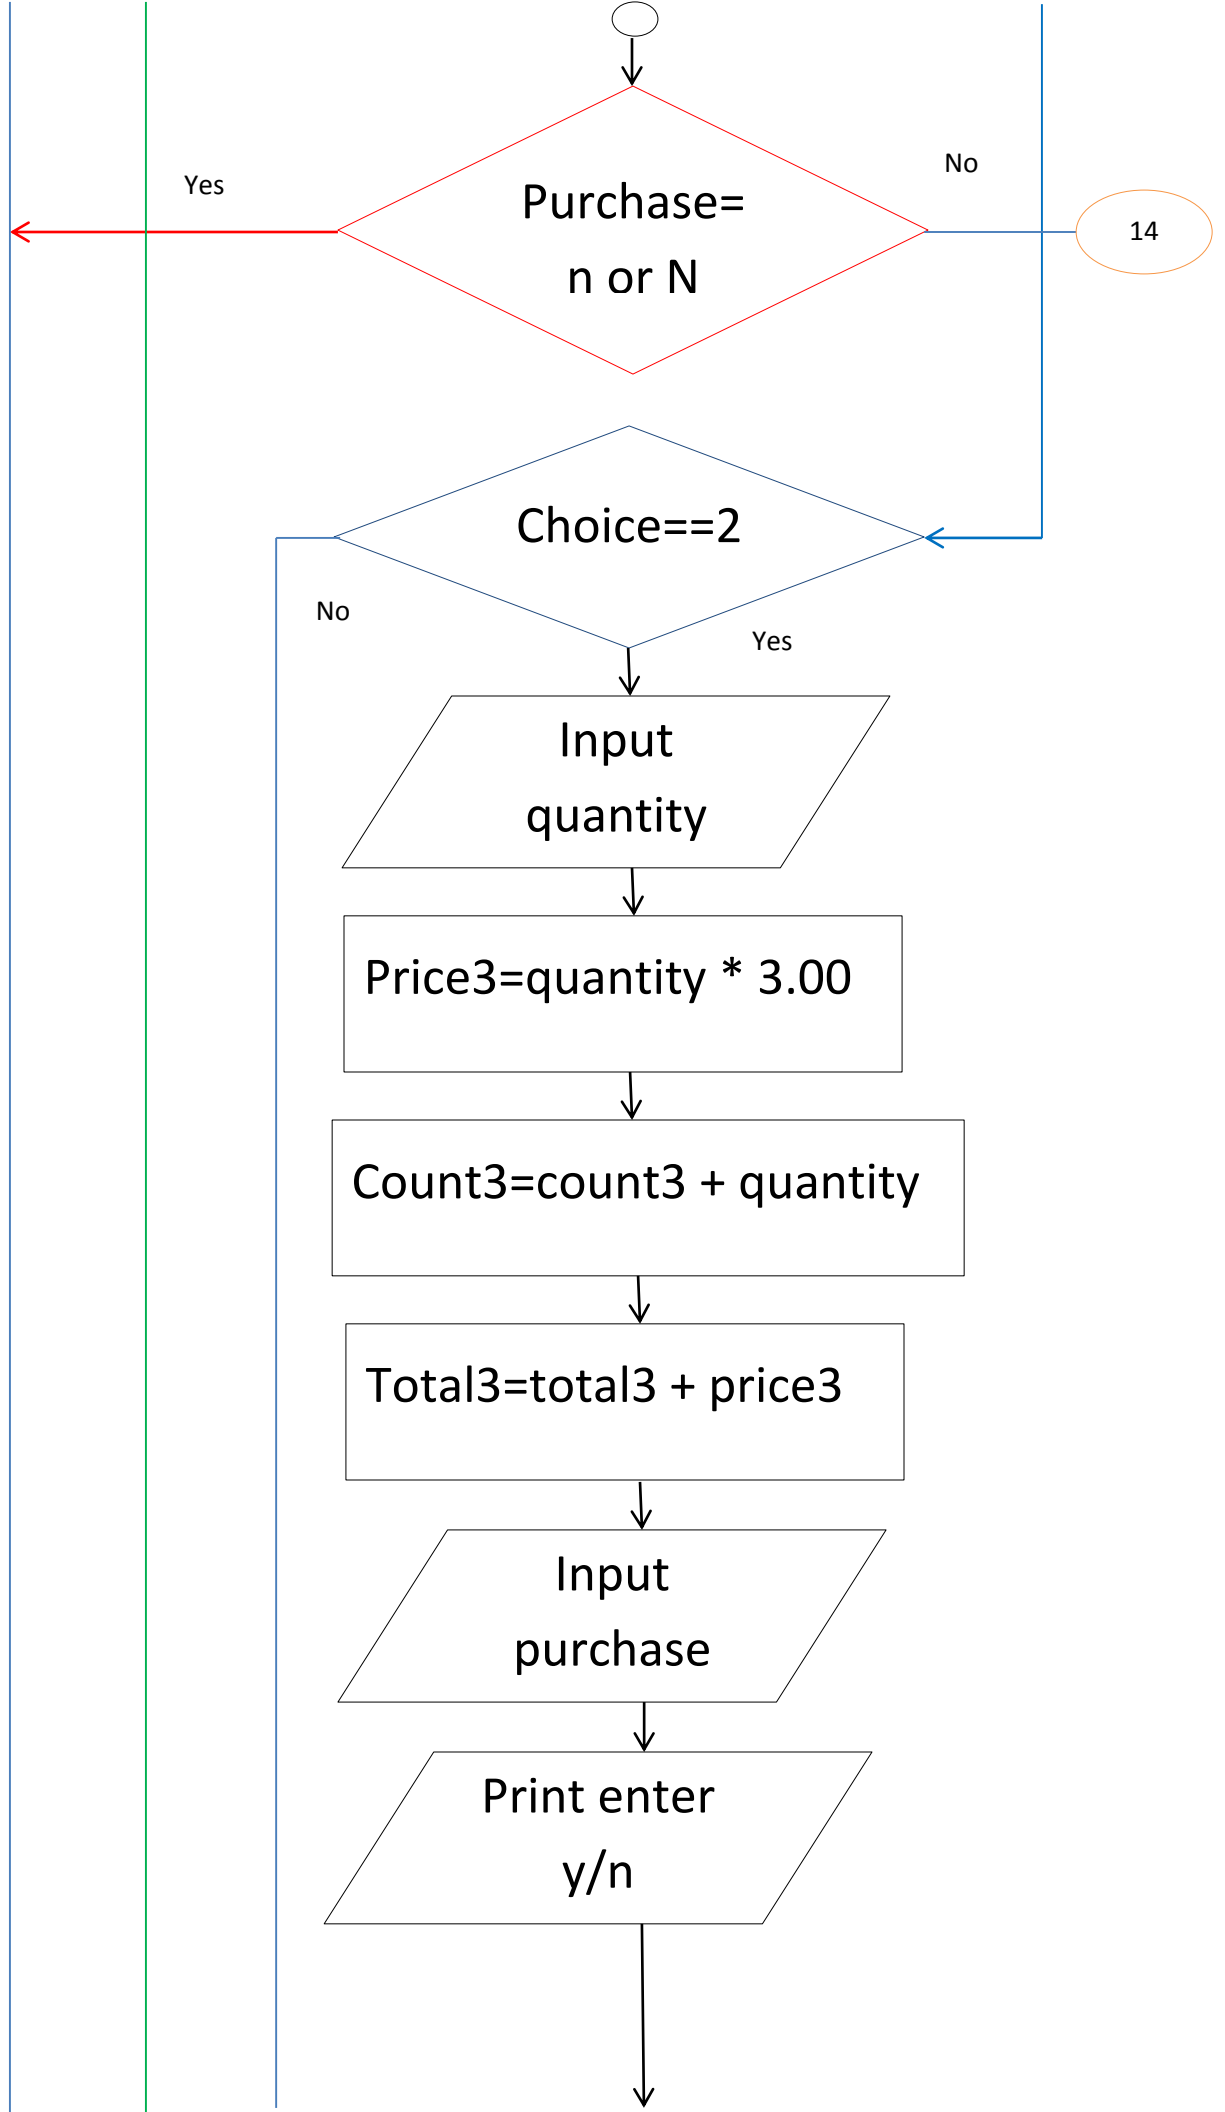 No
Yes
Purchase=
n or N
14
Choice==2
No
Yes
Input
quantity
Price3=quantity * 3.00
Count3=count3 + quantity
Total3=total3 + price3
Input
purchase
Print enter
y/n